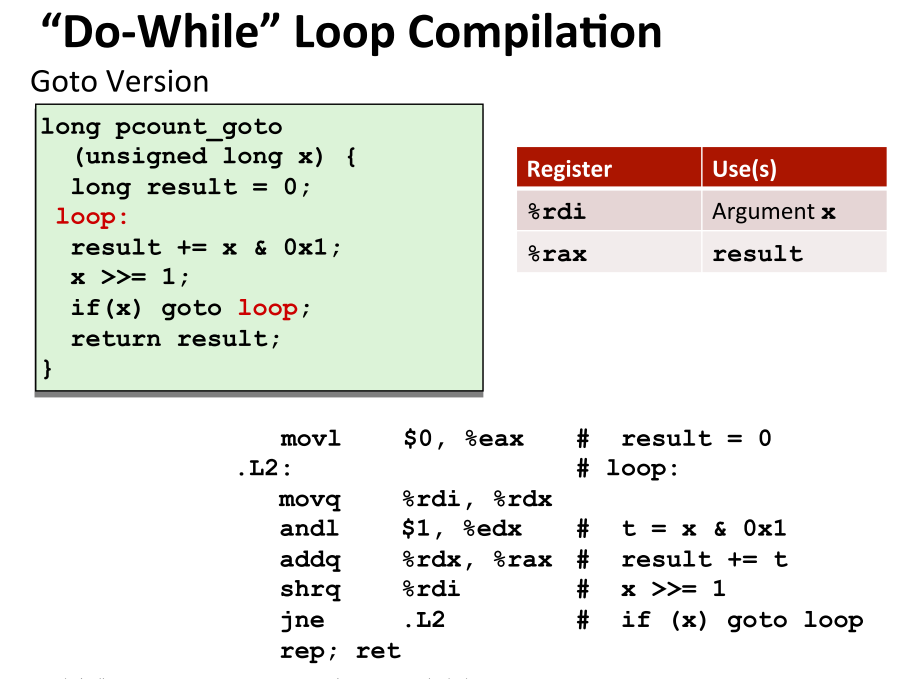 “Do-While” Loop Compilation
Goto Version
long pcount_goto
(unsigned long x) {
long result = 0;
loop:
result += x & 0x1;
x >>= 1;
if(x) goto loop;
return result;
}
Register Use(s)
%rdi Argument x
%rax result
movl $0, %eax # result = 0
.L2: # loop:
movq %rdi, %rdx
andl $1, %edx # t = x & 0x1
addq %rdx, %rax # result += t
shrq %rdi # x >>= 1
jne .L2 # if (x) goto loop
rep; ret